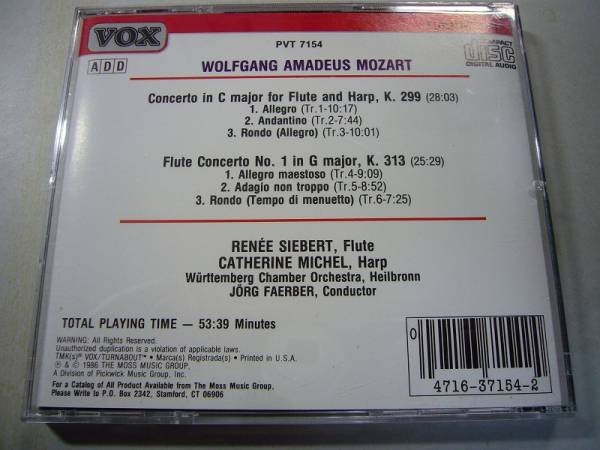 VOX
PVT 7154
COMPACT
DISC
DIGITAL AUDIO
ADD
WOLFGANG AMADEUS MOZART
Concerto in C major for Flute and Harp, K. 299 (28:03)
1. Allegro (Tr.1-10:17)
2. Andantino (Tr.2-7:44)
3. Rondo (Allegro) (Tr.3-10:01)
Flute Concerto No. 1 in G major, K. 313 (25:29)
1. Allegro maestoso (Tr.4-9:09)
2. Adagio non troppo (Tr.5-8:52)
3. Rondo (Tempo di menuetto) (Tr.6-7:25)
RENÉE SIEBERT, Flute
CATHERINE MICHEL, Harp
Württemberg Chamber Orchestra, Heilbronn
JÖRG FAERBER, Conductor
TOTAL PLAYING TIME — 53:39 Minutes
WARNING: All Rights Reserved.
Unauthorized duplication is a violation of applicable laws.
TMK(s)® VOX/TURNABOUT™ • Marca(s) Registrada(s) • Printed in U.S.A.
℗ & © 1986 THE MOSS MUSIC GROUP,
A Division of Pickwick Music Group, Inc.
For a Catalog of All Product Available from The Moss Music Group,
Please Write to P.O. Box 2342, Stamford, CT 06906
0
4716-37154-2